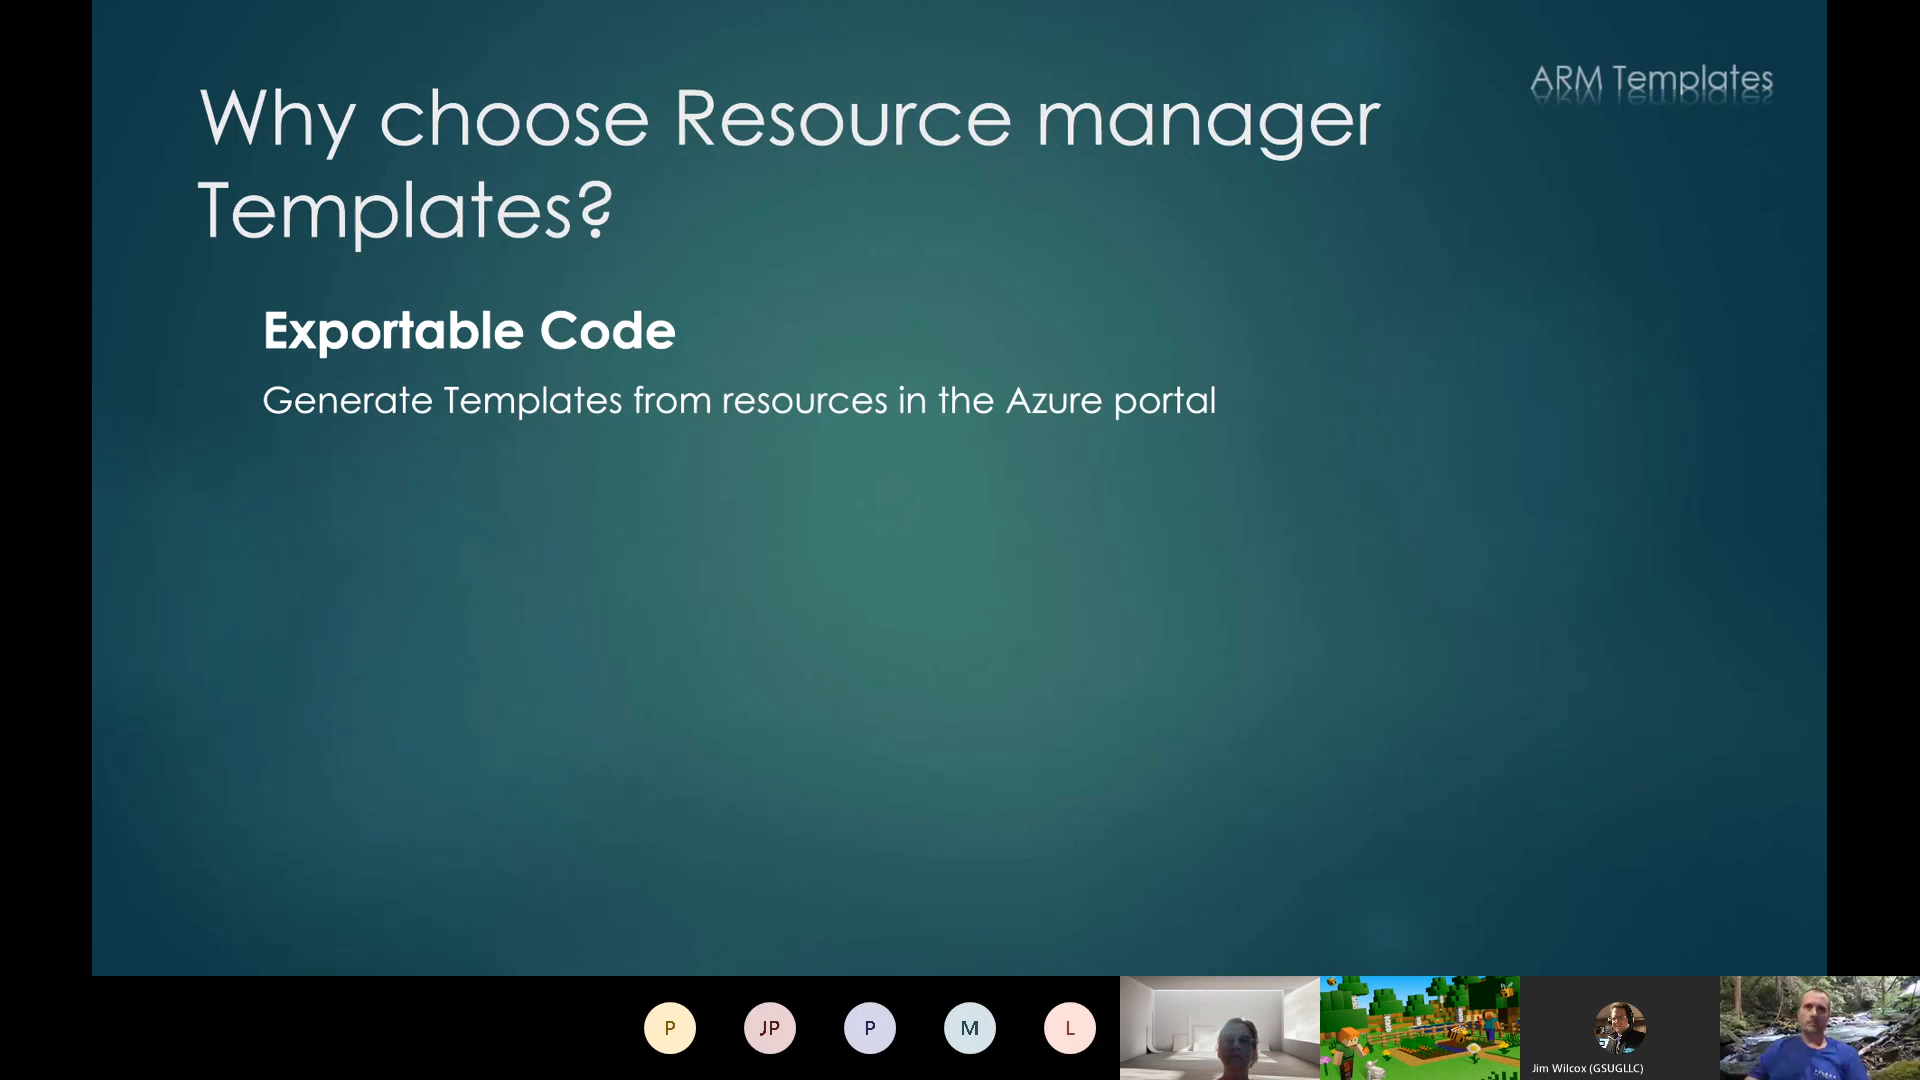 ARM Templates
Why choose Resource manager
Templates?
Exportable Code
Generate Templates from resources in the Azure portal
P
JP
P
M
L
Jim Wilcox (GSUGLLC)